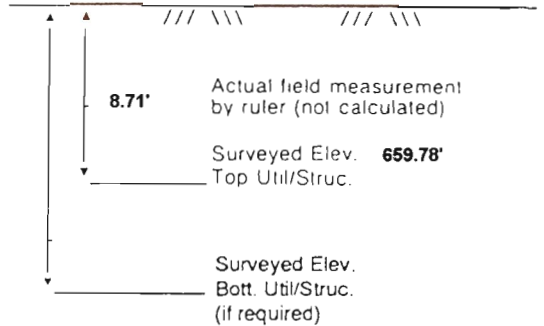 8.71'
Actual field measurement
by ruler (not calculated)
Surveyed Elev. 659.78'
Top Util/Struc.
Surveyed Elev.
Bott. Util/Struc.
(if required)